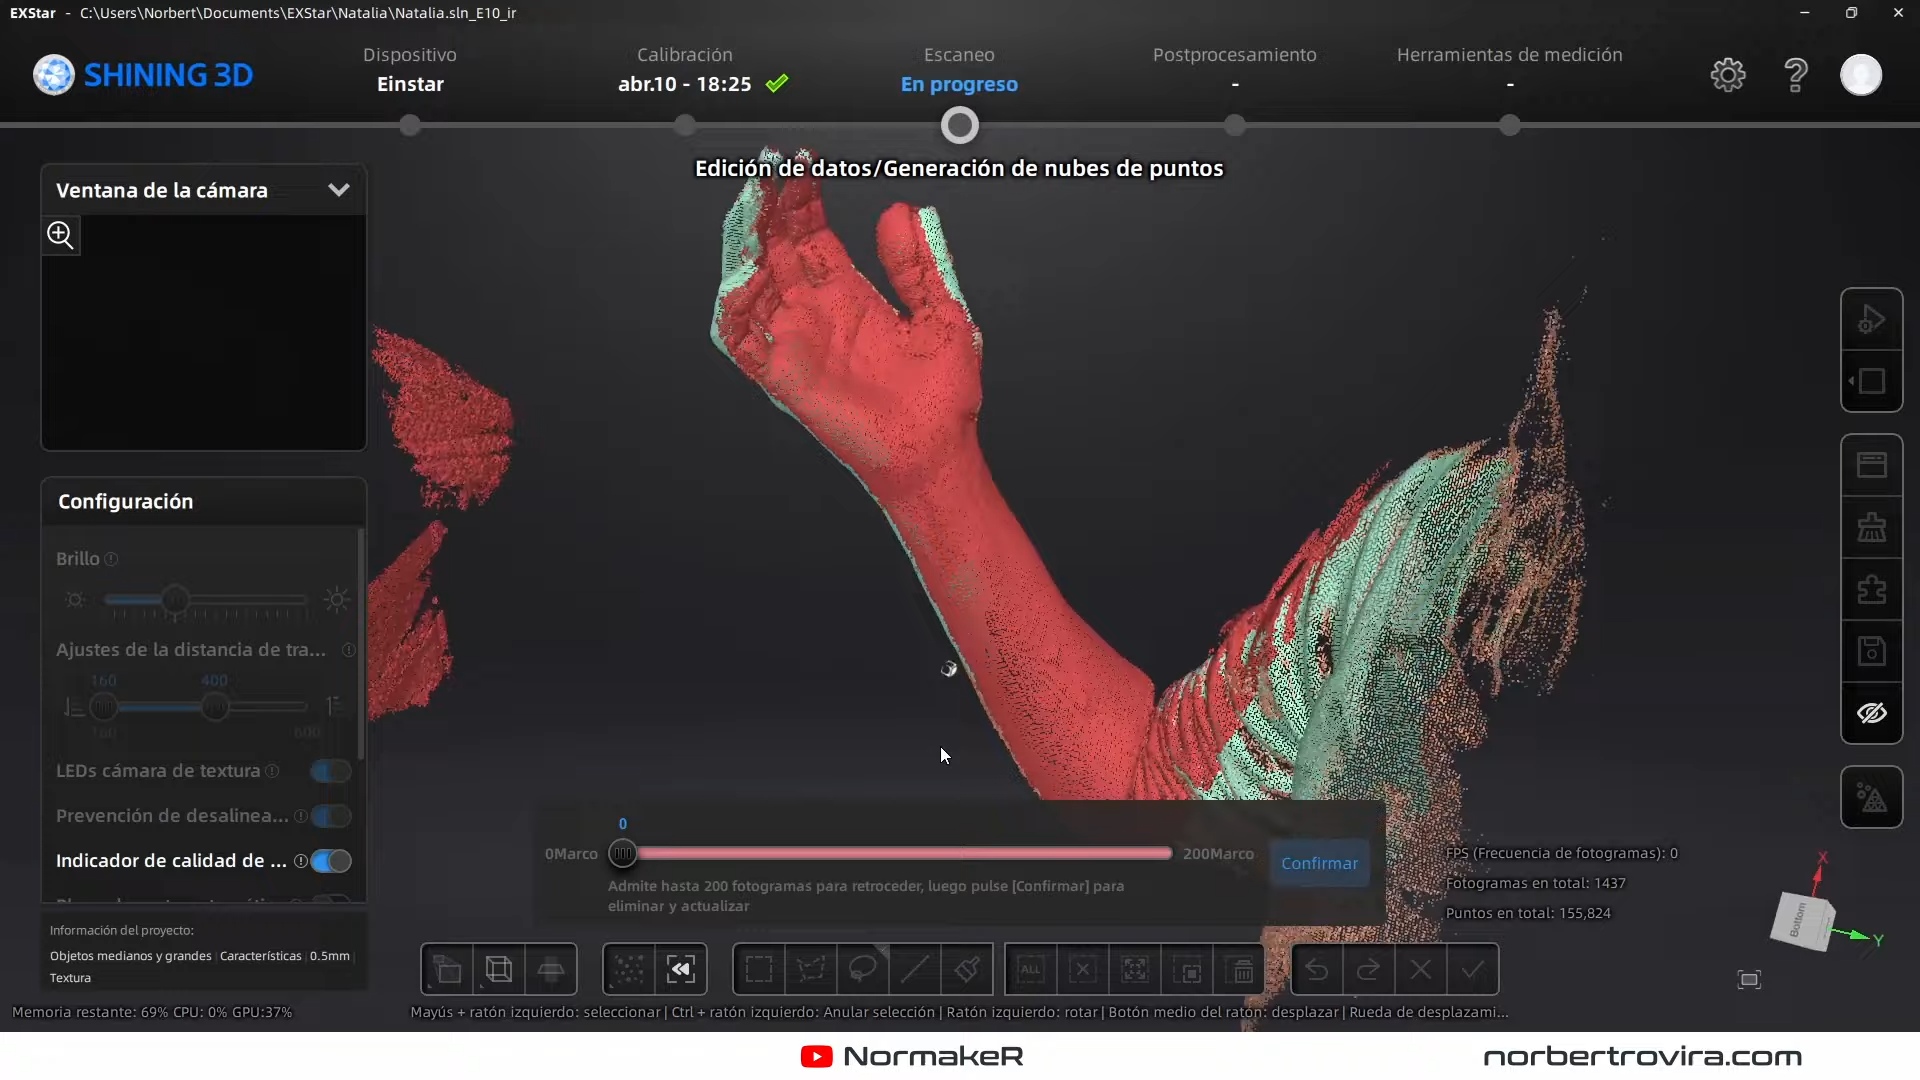 EXStar - C:\Users\Norbert\Documents\EXStar\Natalia\Natalia.sln_E10_ir
SHINING 3D
Dispositivo
Einstar
Calibración
abr.10 - 18:25
Escaneo
En progreso
Postprocesamiento
-
Herramientas de medición
-
Edición de datos/Generación de nubes de puntos
Ventana de la cámara
Configuración
Brillo
Ajustes de la distancia de tra...
160 400
160 600
LEDs cámara de textura
Prevención de desalinea...
Indicador de calidad de ...
Información del proyecto:
Objetos medianos y grandes | Características | 0.5mm |
Textura
Memoria restante: 69% CPU: 0% GPU:37%
0
0Marco 200Marco
Confirmar
Admite hasta 200 fotogramas para retroceder, luego pulse [Confirmar] para
eliminar y actualizar
FPS (Frecuencia de fotogramas): 0
Fotogramas en total: 1437
Puntos en total: 155,824
X
Bottom
Y
ALL
Mayús + ratón izquierdo: seleccionar | Ctrl + ratón izquierdo: Anular selección | Ratón izquierdo: rotar | Botón medio del ratón: desplazar | Rueda de desplazami...
NormakeR
norbertrovira.com